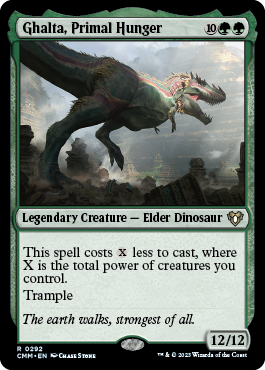 Ghalta, Primal Hunger 10
Legendary Creature — Elder Dinosaur
This spell costs X less to cast, where
X is the total power of creatures you
control.
Trample
The earth walks, strongest of all.
12/12
R 0292
CMM • EN Chase Stone
™ & © 2023 Wizards of the Coast